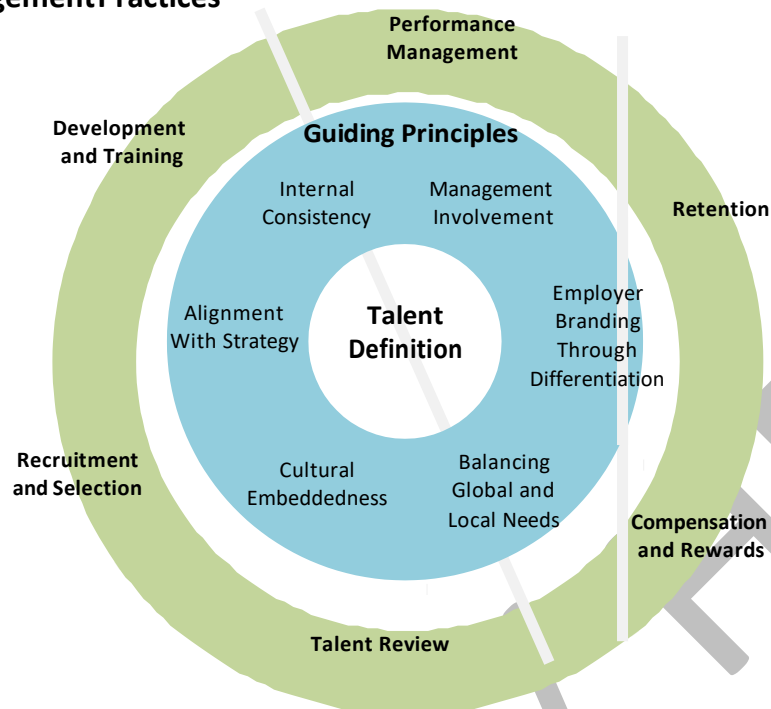 Performance
Management
Development
and Training
Guiding Principles
Internal
Consistency
Management
Involvement
Retention
Alignment
With Strategy
Talent
Definition
Employer
Branding
Through
Differentiation
Recruitment
and Selection
Cultural
Embeddedness
Balancing
Global and
Local Needs
Compensation
and Rewards
Talent Review